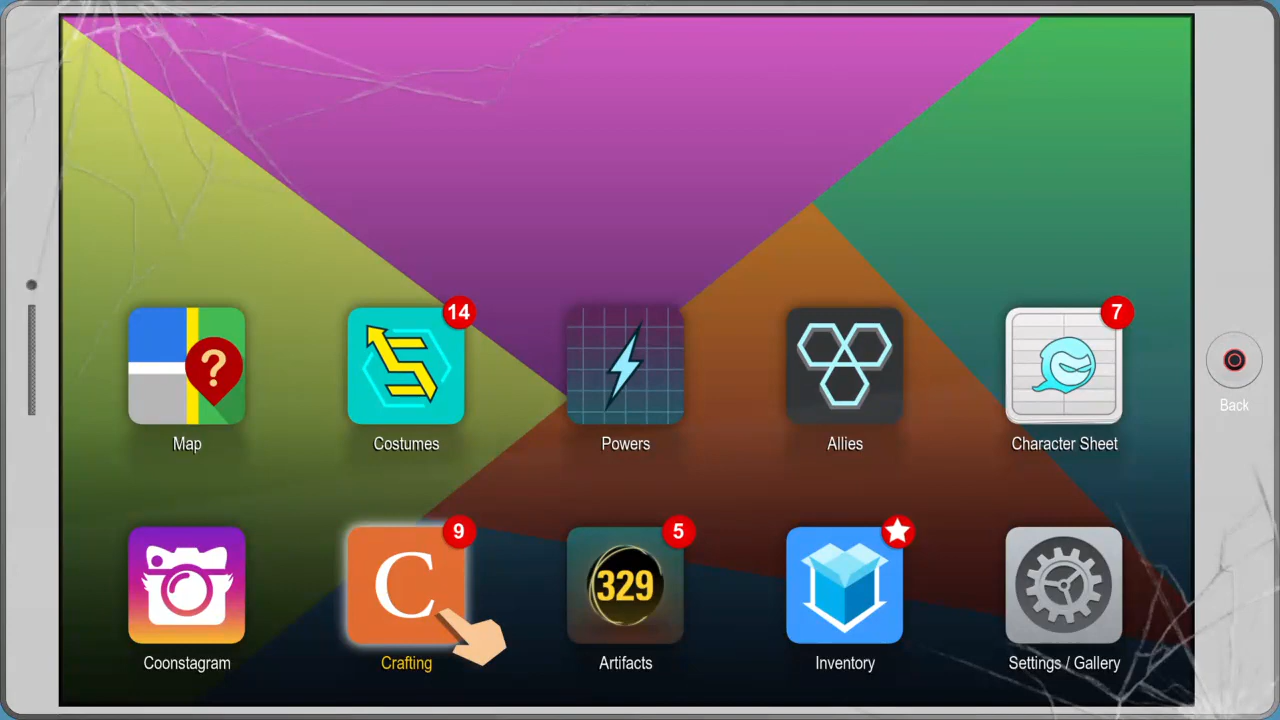 14
7
?
Map
Costumes
Powers
Allies
Character Sheet
Back
9
5
C
329
Coonstagram
Crafting
Artifacts
Inventory
Settings / Gallery